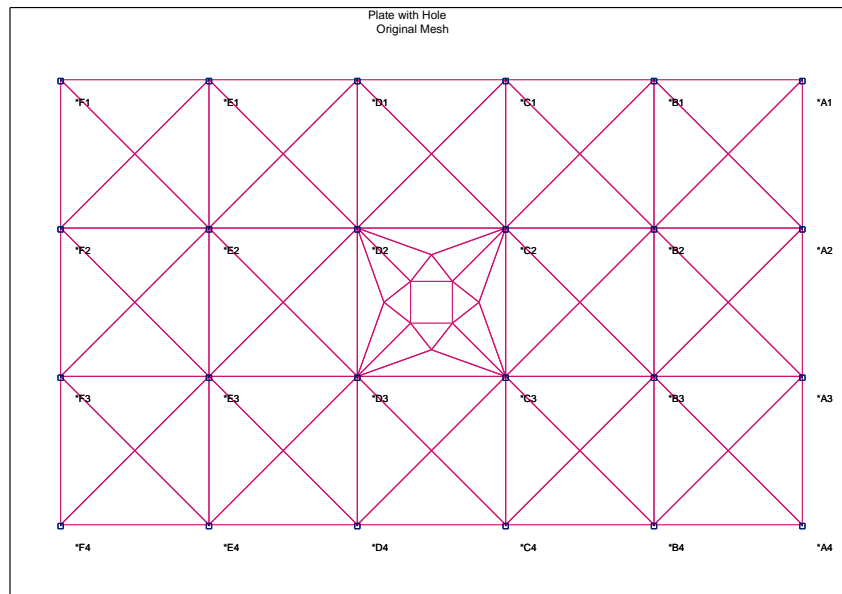 Plate with Hole
Original Mesh
*F1 *E1 *D1 *C1 *B1 *A1
*F2 *E2 *D2 *C2 *B2 *A2
*F3 *E3 *D3 *C3 *B3 *A3
*F4 *E4 *D4 *C4 *B4 *A4